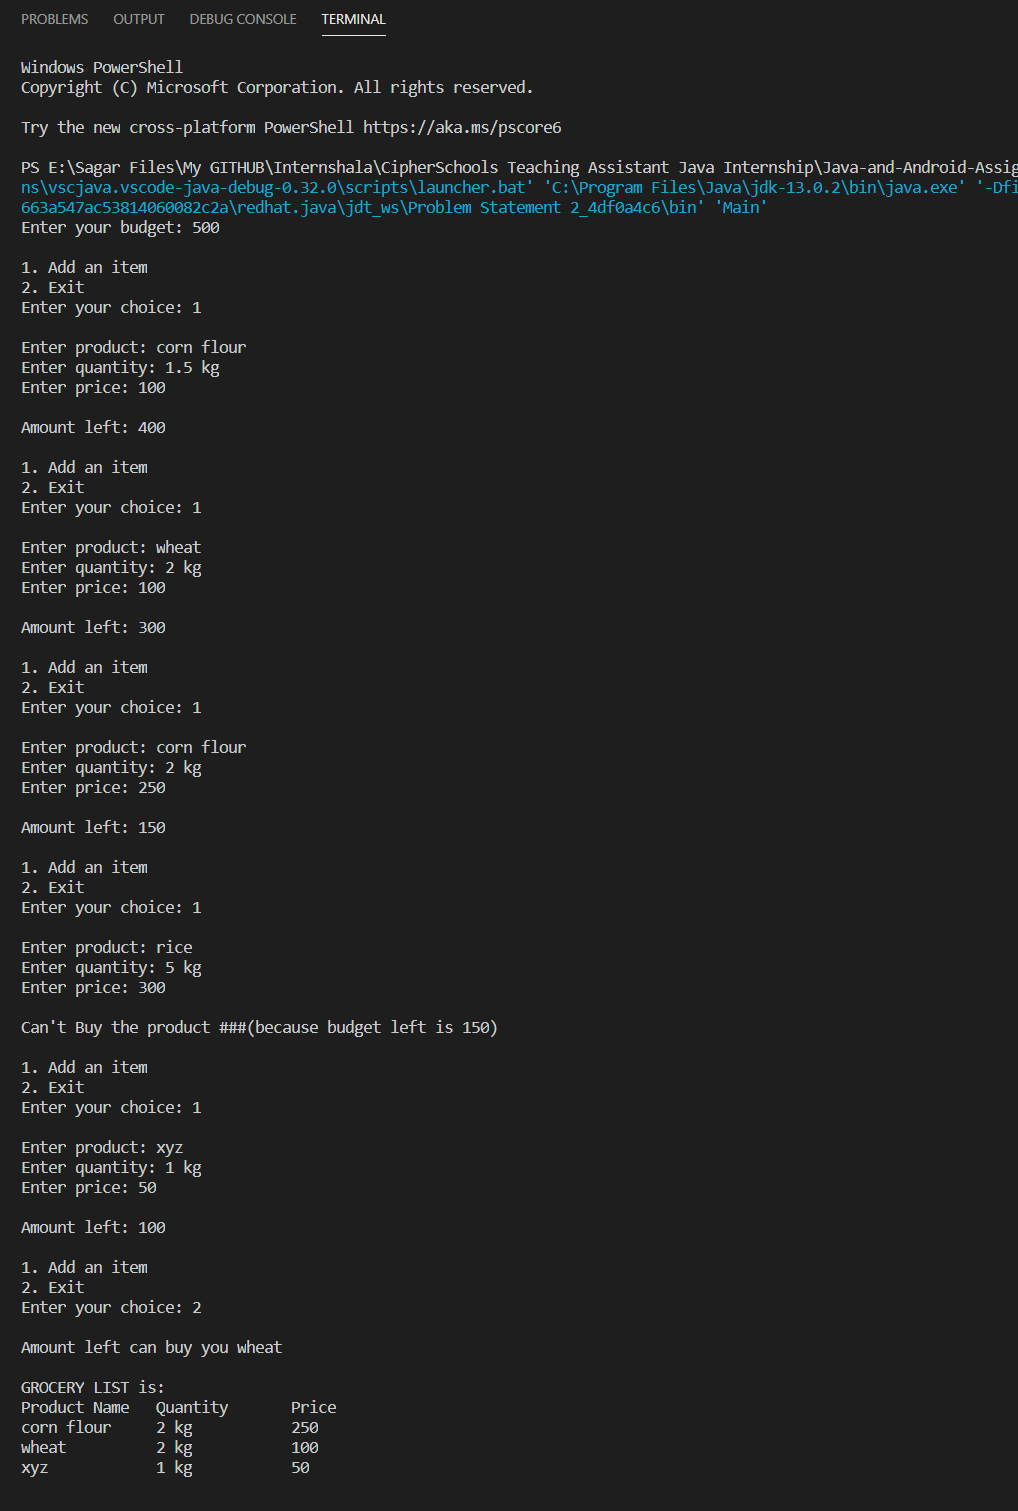 PROBLEMS OUTPUT DEBUG CONSOLE TERMINAL
Windows PowerShell
Copyright (C) Microsoft Corporation. All rights reserved.
Try the new cross-platform PowerShell https://aka.ms/pscore6
PS E:\Sagar Files\My GITHUB\Internshala\CipherSchools Teaching Assistant Java Internship\Java-and-Android-Assig
ns\vscjava.vscode-java-debug-0.32.0\scripts\launcher.bat' 'C:\Program Files\Java\jdk-13.0.2\bin\java.exe' '-Dfi
663a547ac53814060082c2a\redhat.java\jdt_ws\Problem Statement 2_4df0a4c6\bin' 'Main'
Enter your budget: 500
1. Add an item
2. Exit
Enter your choice: 1
Enter product: corn flour
Enter quantity: 1.5 kg
Enter price: 100
Amount left: 400
1. Add an item
2. Exit
Enter your choice: 1
Enter product: wheat
Enter quantity: 2 kg
Enter price: 100
Amount left: 300
1. Add an item
2. Exit
Enter your choice: 1
Enter product: corn flour
Enter quantity: 2 kg
Enter price: 250
Amount left: 150
1. Add an item
2. Exit
Enter your choice: 1
Enter product: rice
Enter quantity: 5 kg
Enter price: 300
Can't Buy the product ###(because budget left is 150)
1. Add an item
2. Exit
Enter your choice: 1
Enter product: xyz
Enter quantity: 1 kg
Enter price: 50
Amount left: 100
1. Add an item
2. Exit
Enter your choice: 2
Amount left can buy you wheat
GROCERY LIST is:
Product Name Quantity Price
corn flour 2 kg 250
wheat 2 kg 100
xyz 1 kg 50